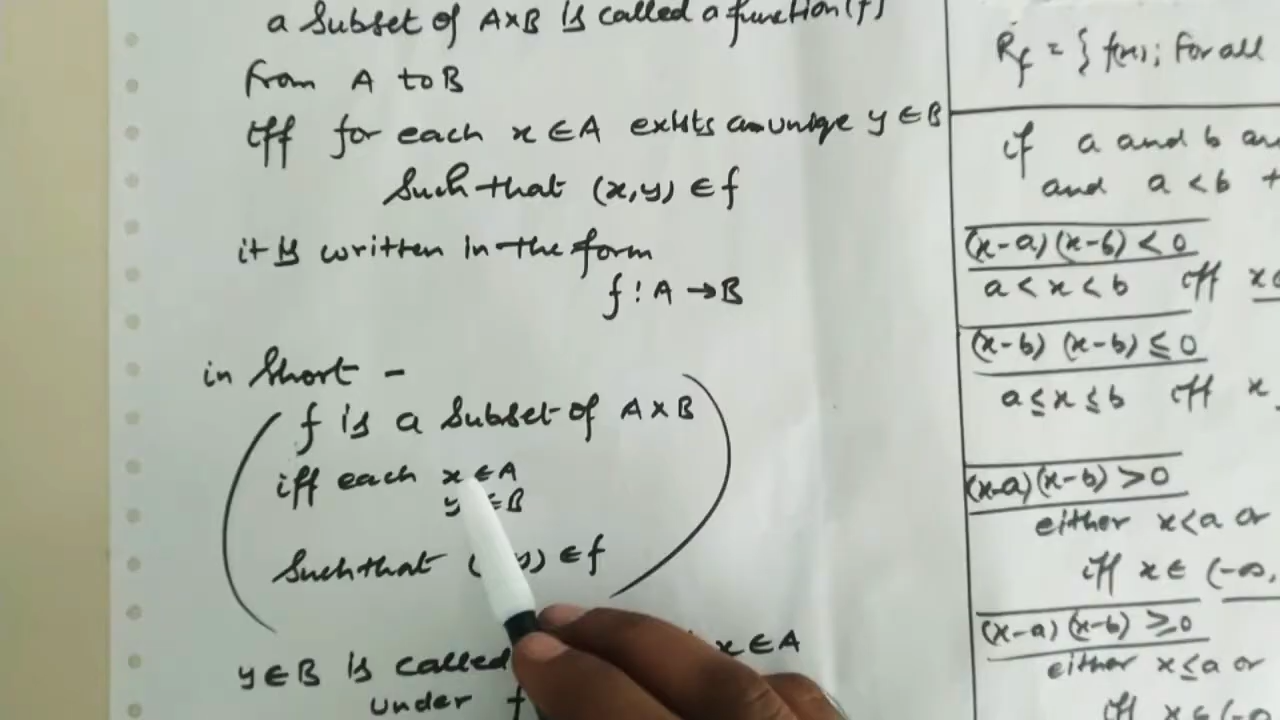 a Subset of A×B is called a function (f)
from A to B
iff for each x ∈ A exists a unique y ∈ B
Such that (x,y) ∈ f
it is written in the form
f : A → B
in Short -
f is a Subset of A×B
iff each x ∈ A
y ∈ B
Such that ( y) ∈ f
y ∈ B is called x ∈ A
under f
R_f = { f(x) ; for all
if a and b
and a < b
(x-a)(x-b) < 0
a < x < b iff
(x-b) (x-b) ≤ 0
a ≤ x ≤ b iff x
(x-a)(x-b) > 0
either x < a or
iff x ∈ (-∞,
(x-a)(x-b) ≥ 0
either x ≤ a or
iff x ∈ (-∞